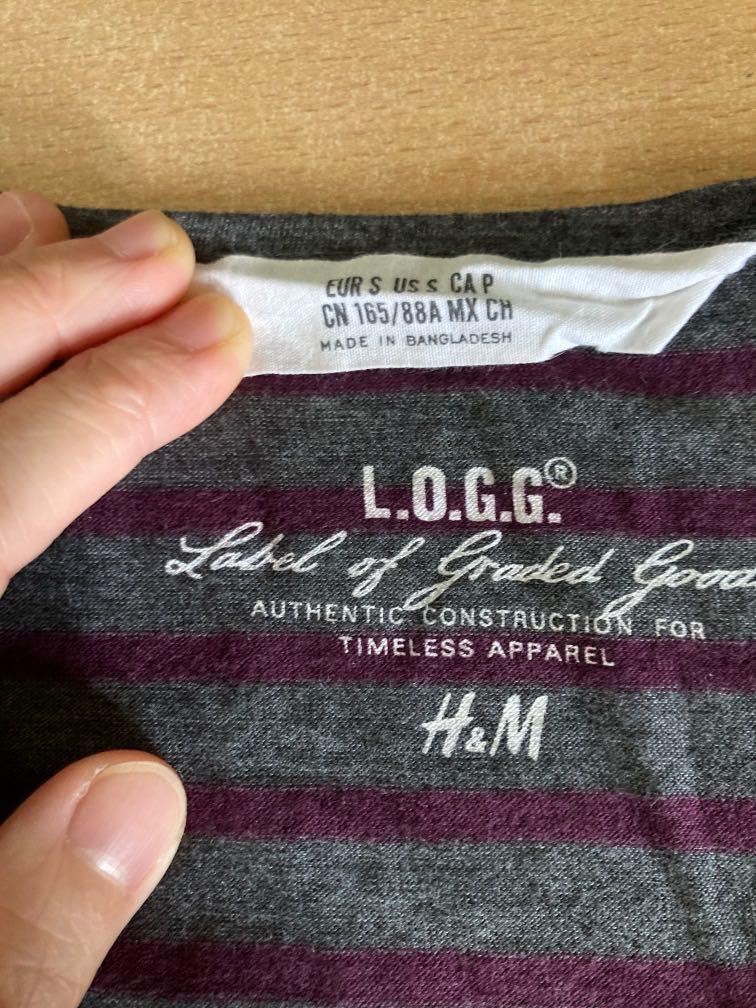 EUR S US S CA P
CN 165/88A MX CH
MADE IN BANGLADESH
L.O.G.G.®
Label of Graded Good
AUTHENTIC CONSTRUCTION FOR
TIMELESS APPAREL
H&M